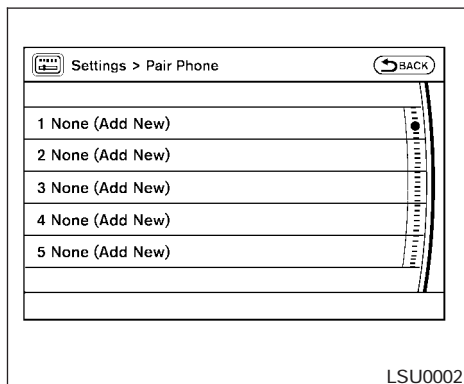 Settings > Pair Phone
BACK
1 None (Add New)
2 None (Add New)
3 None (Add New)
4 None (Add New)
5 None (Add New)
LSU0002